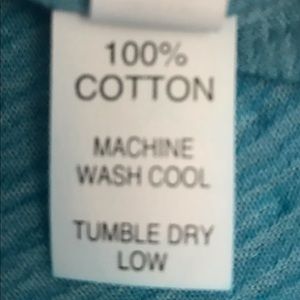 100%
COTTON
MACHINE
WASH COOL
TUMBLE DRY
LOW